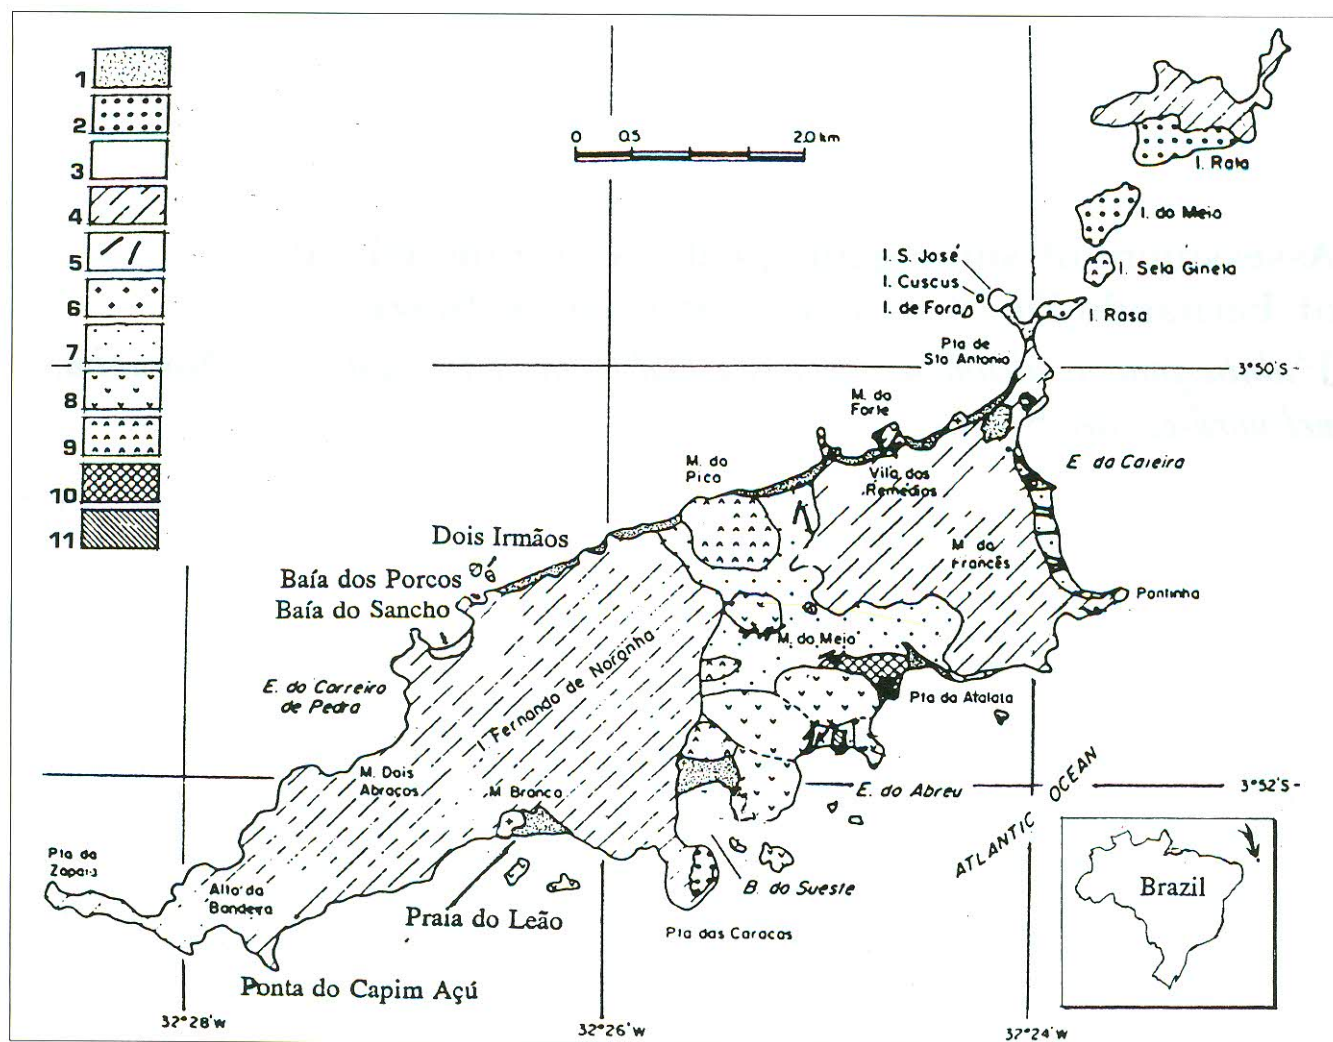 1
2
3
4
5
6
7
8
9
10
11
0 0.5 2.0 km
I. Rata
I. do Meio
I. Sela Gineta
I. S. José
I. Cuscus
I. de Fora
I. Rasa
Pta de
Sto Antonio
3°50'S
M. do
Forte
E. da Caieira
M. do
Pico
Vila dos
Remédios
Dois Irmãos
M. do
Francês
Baía dos Porcos
Baía do Sancho
Pontinha
M. do Meio
I. Fernando de Noronha
E. do Carreiro
de Pedra
Pta da Atalaia
M. Dois
Abraços
M. Branco
E. do Abreu
ATLANTIC OCEAN
3°52'S
Pta da
Alto da
Bandeira
Praia do Leão
B. do Sueste
Pta das Caracas
Brazil
Ponta do Capim Açú
32°28'W
32°26'W
37°24'W